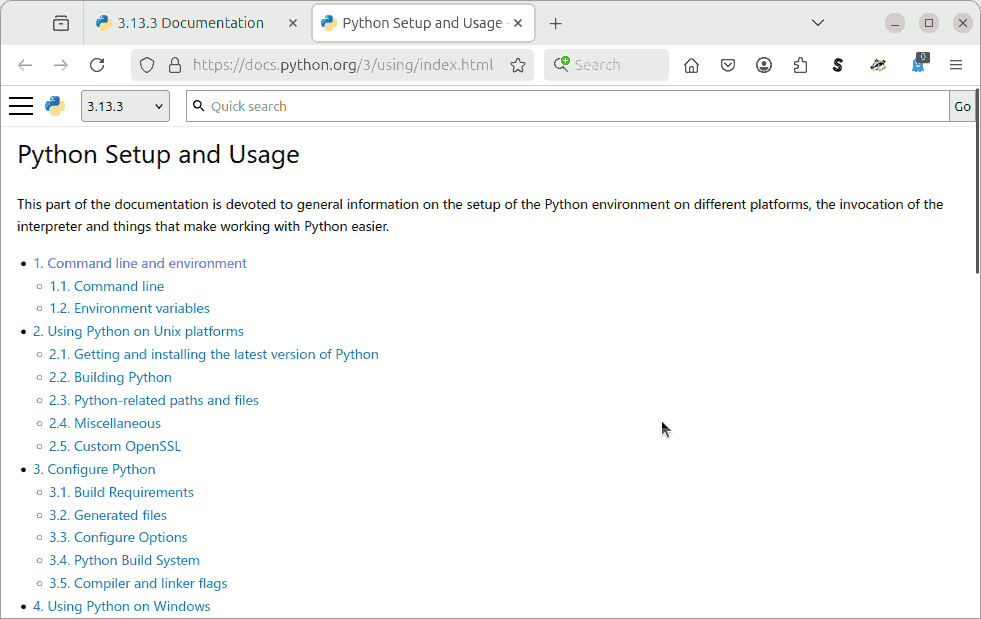 3.13.3 Documentation
Python Setup and Usage -
https://docs.python.org/3/using/index.html
Search
S
0
3.13.3
Quick search
Go
Python Setup and Usage
This part of the documentation is devoted to general information on the setup of the Python environment on different platforms, the invocation of the
interpreter and things that make working with Python easier.
1. Command line and environment
1.1. Command line
1.2. Environment variables
2. Using Python on Unix platforms
2.1. Getting and installing the latest version of Python
2.2. Building Python
2.3. Python-related paths and files
2.4. Miscellaneous
2.5. Custom OpenSSL
3. Configure Python
3.1. Build Requirements
3.2. Generated files
3.3. Configure Options
3.4. Python Build System
3.5. Compiler and linker flags
4. Using Python on Windows